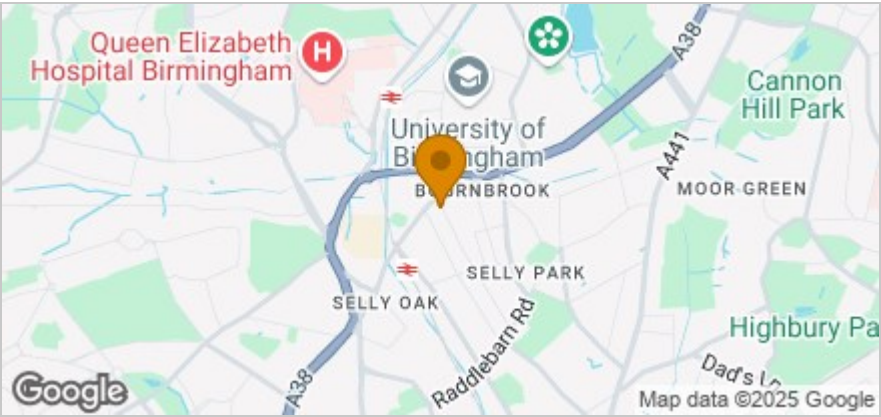 Queen Elizabeth
Hospital Birmingham
H
A38
Cannon
Hill Park
University of
Birmingham
A441
BOURNBROOK
MOOR GREEN
SELLY PARK
SELLY OAK
Raddlebarn Rd
Highbury Pa
Dad's L
A38
Google
Map data ©2025 Google